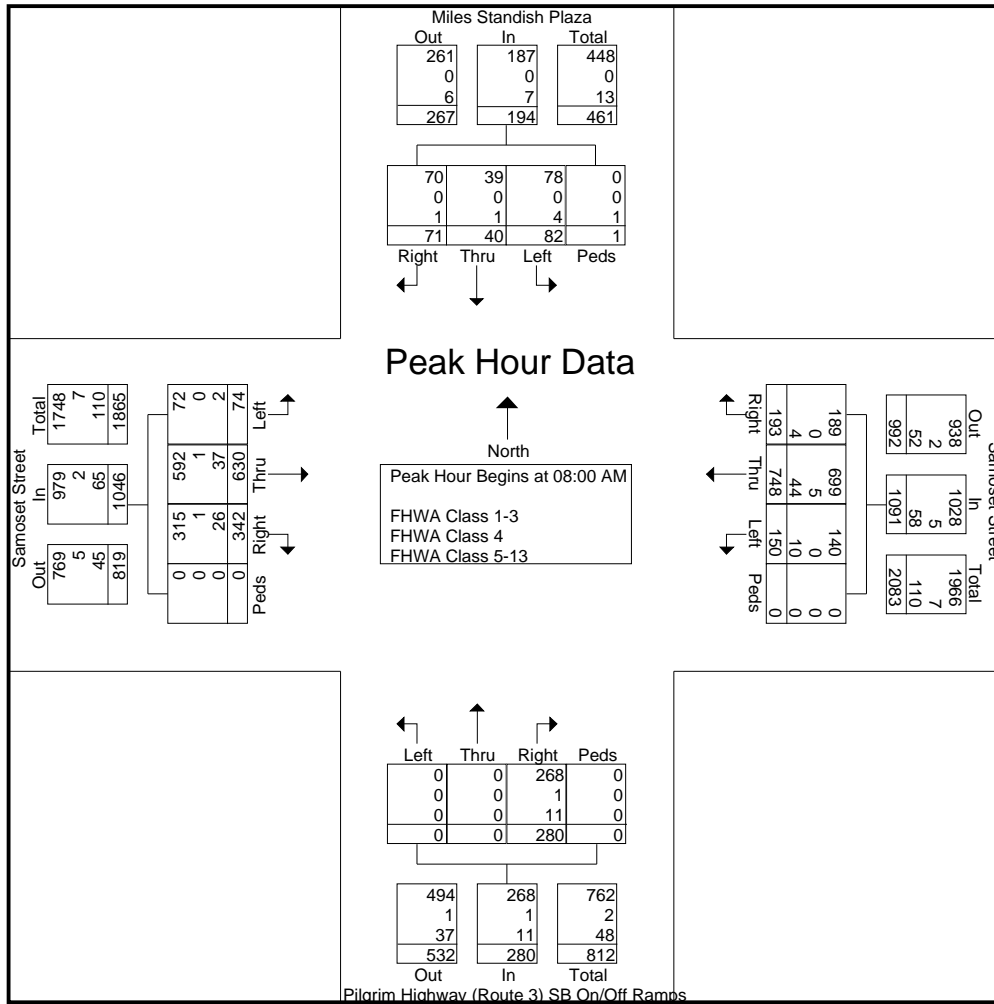 Miles Standish Plaza
Out In Total
261 187 448
0 0 0
6 7 13
267 194 461
70 39 78 0
0 0 0 0
1 1 4 1
71 40 82 1
Right Thru Left Peds
Peak Hour Data
North
Peak Hour Begins at 08:00 AM
FHWA Class 1-3
FHWA Class 4
FHWA Class 5-13
Samoset Street
Out In Total
769 979 1748
5 2 7
45 65 110
819 1046 1865
Peds Right Thru Left
0 315 592 72
0 1 1 0
0 26 37 2
0 342 630 74
Samoset Street
Out In Total
938 1028 1966
2 5 7
52 58 110
992 1091 2083
189 699 140 0
0 5 0 0
4 44 10 0
193 748 150 0
Right Thru Left Peds
Left Thru Right Peds
0 0 268 0
0 0 1 0
0 0 11 0
0 0 280 0
494 268 762
1 1 2
37 11 48
532 280 812
Out In Total
Pilgrim Highway (Route 3) SB On/Off Ramps